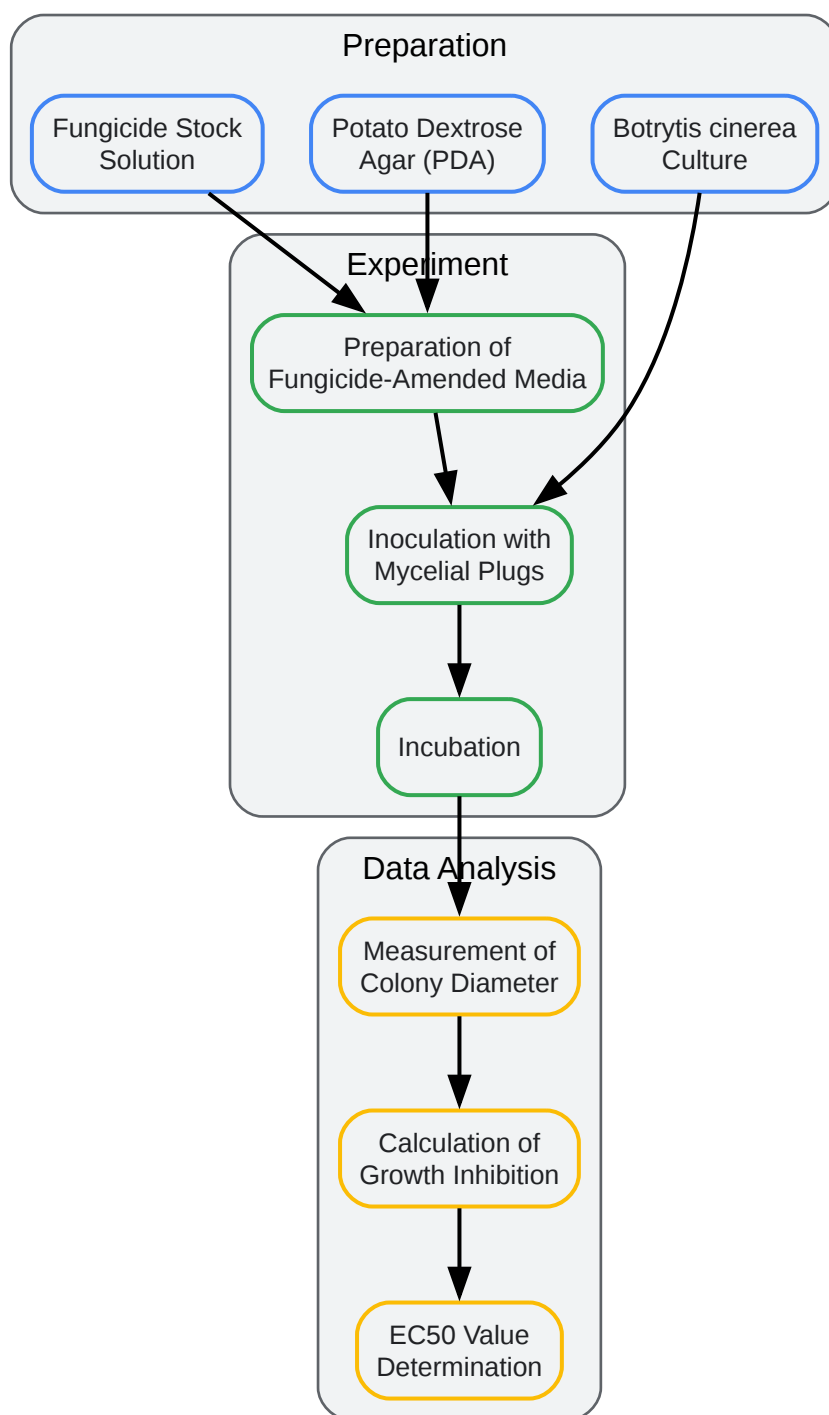 Preparation
Fungicide Stock
Solution
Potato Dextrose
Agar (PDA)
Botrytis cinerea
Culture
Experiment
Preparation of
Fungicide-Amended Media
Inoculation with
Mycelial Plugs
Incubation
Data Analysis
Measurement of
Colony Diameter
Calculation of
Growth Inhibition
EC50 Value
Determination